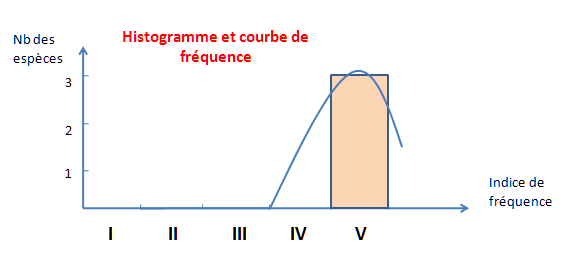 Histogramme et courbe de
fréquence
Nb des
espèces
3
2
1
Indice de
fréquence
I II III IV V